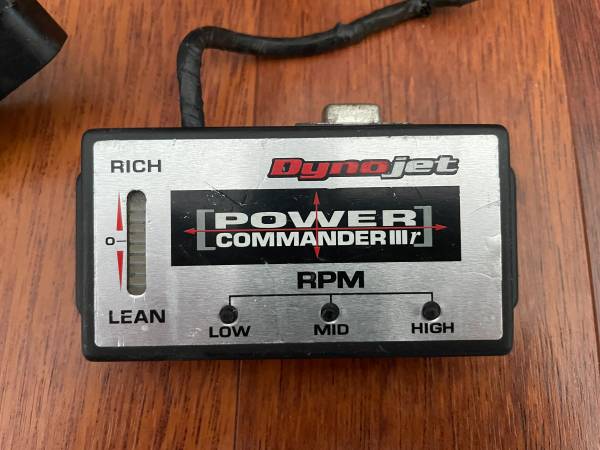 RICH
Dynojet
[POWER
COMMANDER IIIr]
0
RPM
LEAN
LOW
MID
HIGH